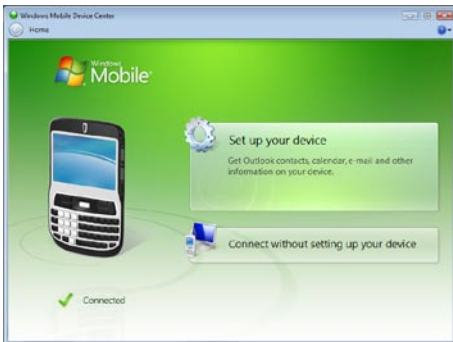 Windows Mobile Device Center
Home
Windows
Mobile
Set up your device
Get Outlook contacts, calendar, e-mail and other
information on your device.
Connect without setting up your device
Connected